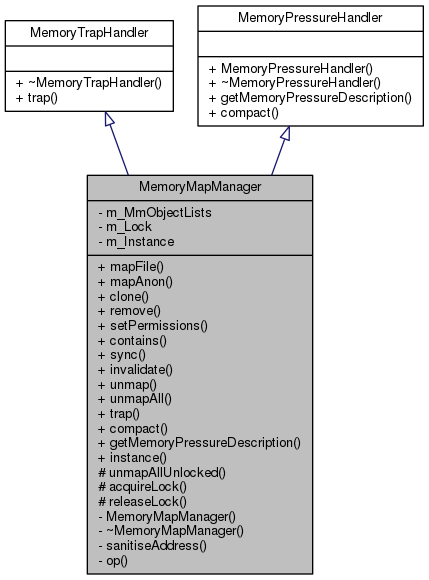 MemoryTrapHandler
+ ~MemoryTrapHandler()
+ trap()
MemoryPressureHandler
+ MemoryPressureHandler()
+ ~MemoryPressureHandler()
+ getMemoryPressureDescription()
+ compact()
MemoryMapManager
- m_MmObjectLists
- m_Lock
- m_Instance
+ mapFile()
+ mapAnon()
+ clone()
+ remove()
+ setPermissions()
+ contains()
+ sync()
+ invalidate()
+ unmap()
+ unmapAll()
+ trap()
+ compact()
+ getMemoryPressureDescription()
+ instance()
# unmapAllUnlocked()
# acquireLock()
# releaseLock()
- MemoryMapManager()
- ~MemoryMapManager()
- sanitiseAddress()
- op()